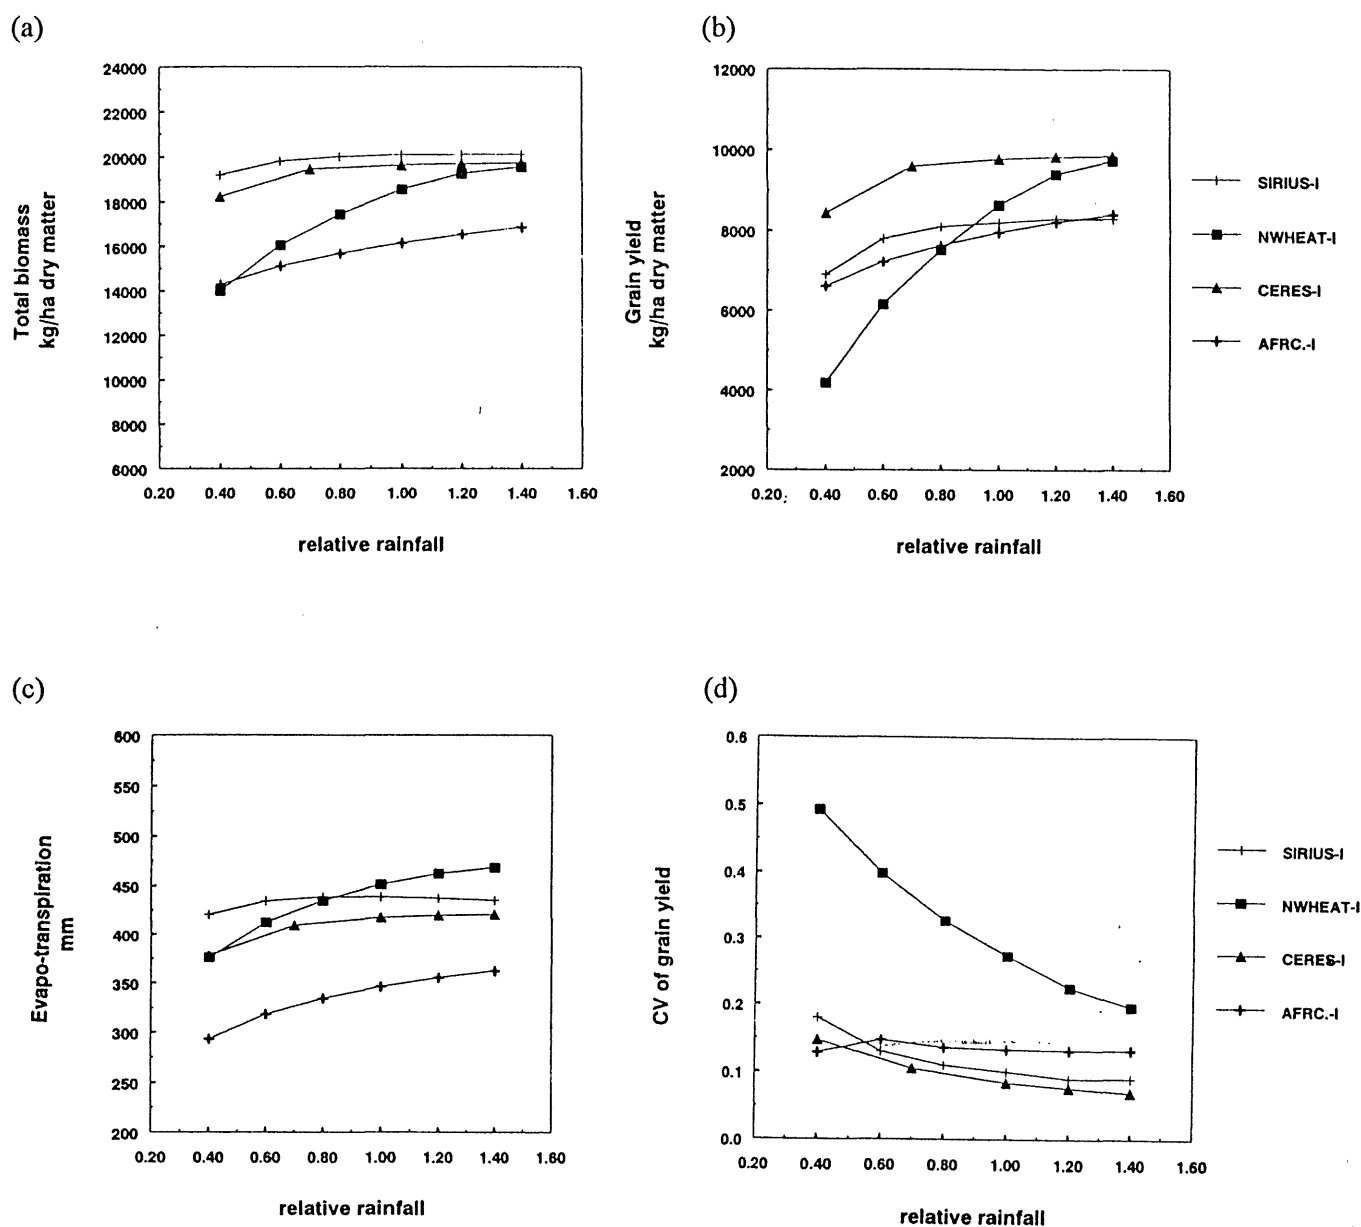 (a)
24000
22000
20000
18000
16000
14000
12000
10000
8000
6000
0.20 0.40 0.60 0.80 1.00 1.20 1.40 1.60
Total biomass
kg/ha dry matter
relative rainfall
(b)
12000
10000
8000
6000
4000
2000
0.20 0.40 0.60 0.80 1.00 1.20 1.40 1.60
Grain yield
kg/ha dry matter
relative rainfall
SIRIUS-I
NWHEAT-I
CERES-I
AFRC.-I
(c)
600
550
500
450
400
350
300
250
200
0.20 0.40 0.60 0.80 1.00 1.20 1.40 1.60
Evapo-transpiration
mm
relative rainfall
(d)
0.6
0.5
0.4
0.3
0.2
0.1
0.0
0.20 0.40 0.60 0.80 1.00 1.20 1.40 1.60
CV of grain yield
relative rainfall
SIRIUS-I
NWHEAT-I
CERES-I
AFRC.-I